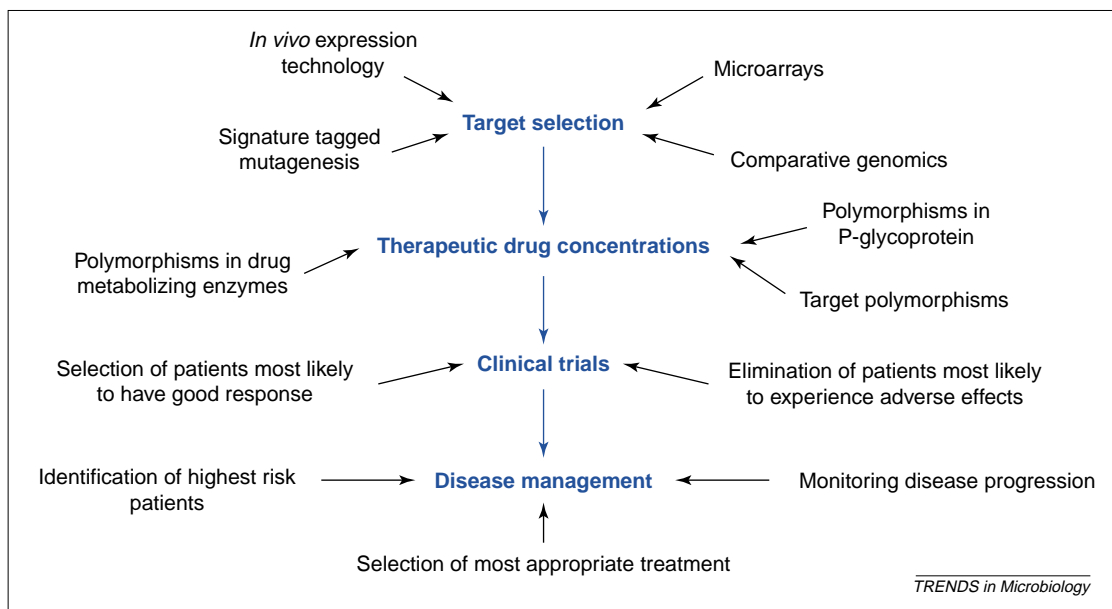 In vivo expression
technology
Microarrays
Target selection
Signature tagged
mutagenesis
Comparative genomics
Polymorphisms in
P-glycoprotein
Therapeutic drug concentrations
Polymorphisms in drug
metabolizing enzymes
Target polymorphisms
Selection of patients most likely
to have good response
Clinical trials
Elimination of patients most likely
to experience adverse effects
Identification of highest risk
patients
Disease management
Monitoring disease progression
Selection of most appropriate treatment
TRENDS in Microbiology